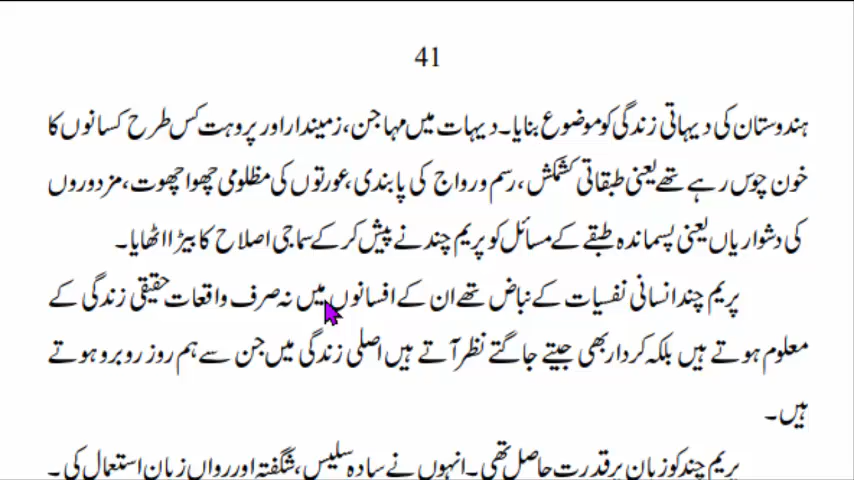 41
ہندوستان کی دیہاتی زندگی کو موضوع بنایا۔ دیہات میں مہاجن، زمیندار اور پروہت کس طرح کسانوں کا
خون چوس رہے تھے یعنی طبقاتی کشمکش، رسم و رواج کی پابندی، عورتوں کی مظلومی چھوا چھوت، مزدوروں
کی دشواریاں یعنی پسماندہ طبقے کے مسائل کو پریم چند نے پیش کر کے سماجی اصلاح کا بیڑا اٹھایا۔
پریم چند انسانی نفسیات کے نباض تھے ان کے افسانوں میں نہ صرف واقعات حقیقی زندگی کے
معلوم ہوتے ہیں بلکہ کردار بھی جیتے جاگتے نظر آتے ہیں اصلی زندگی میں جن سے ہم روز روبرو ہوتے
ہیں۔
پریم چند کو زبان پر قدرت حاصل تھی۔ انہوں نے سادہ سلیس، شگفتہ اور رواں زبان استعمال کی۔